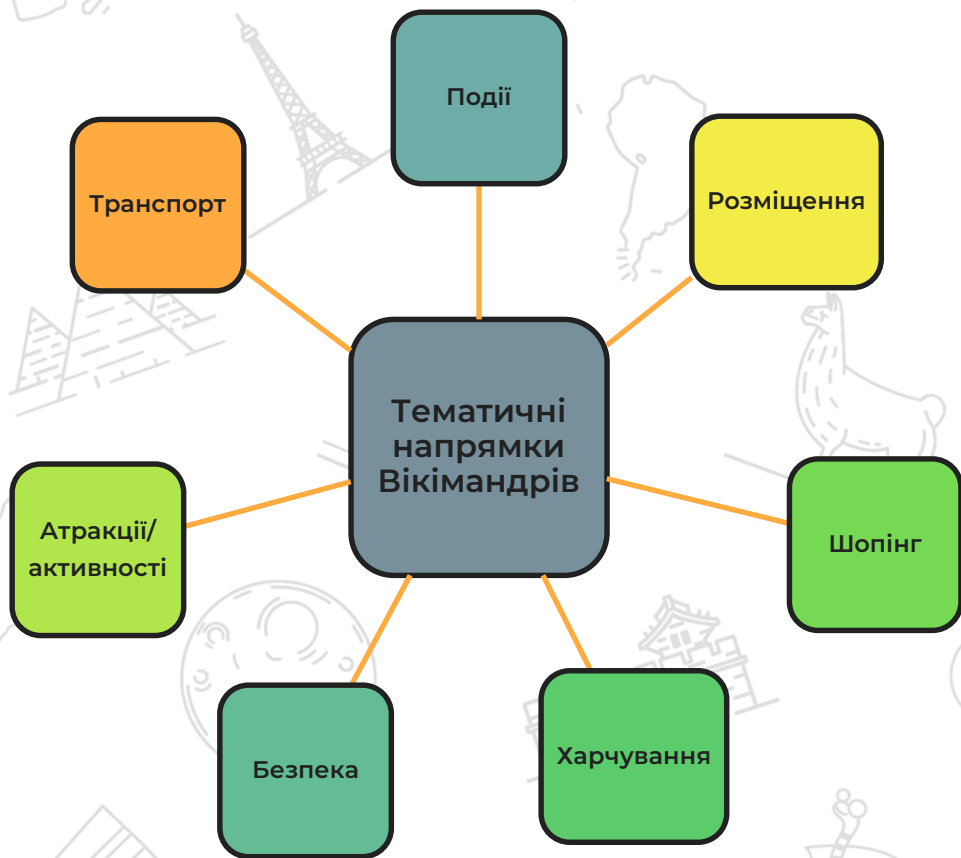 Події
Транспорт
Розміщення
Тематичні
напрямки
Вікімандрів
Атракції/
активності
Шопінг
Безпека
Харчування